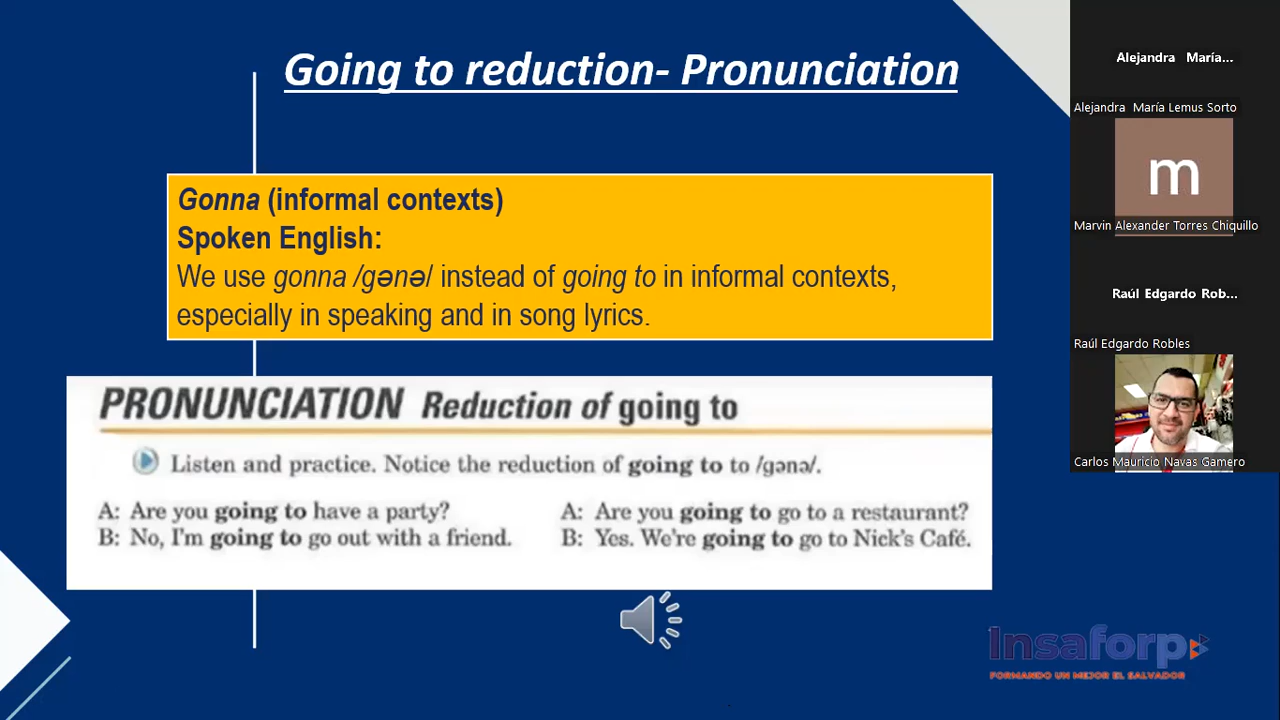 Going to reduction- Pronunciation
Gonna (informal contexts)
Spoken English:
We use gonna /gənə/ instead of going to in informal contexts,
especially in speaking and in song lyrics.
PRONUNCIATION Reduction of going to
Listen and practice. Notice the reduction of going to to /gənə/.
A: Are you going to have a party?
B: No, I'm going to go out with a friend.
A: Are you going to go to a restaurant?
B: Yes. We're going to go to Nick's Café.
Insaforp
FORMANDO UN MEJOR EL SALVADOR
Alejandra María...
Alejandra María Lemus Sorto
m
Marvin Alexander Torres Chiquillo
Raúl Edgardo Rob...
Raúl Edgardo Robles
Carlos Mauricio Navas Gamero